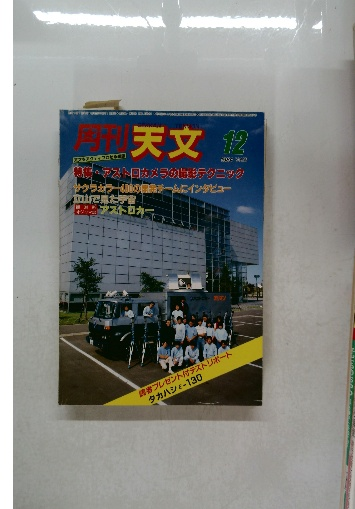 月刊 天文 12
特集・アストロカメラの撮影テクニック
サクラカラー400の開発チームにインタビュー
アストロカー
読者プレゼント付テストリポート
タカハシε-130